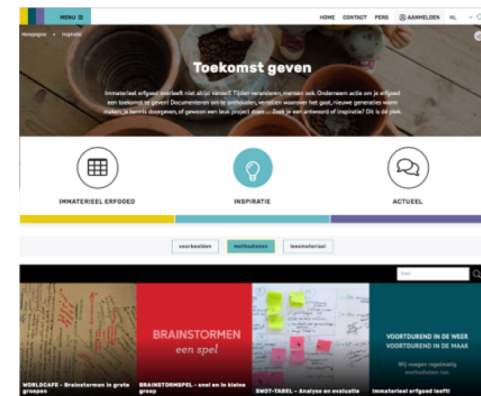 MENU
HOME CONTACT PERS AANMELDEN NL
Homepagina Inspiratie
Toekomst geven
Immaterieel erfgoed overleeft niet altijd vanzelf! Tijden veranderen, mensen ook. Onderneem actie om je erfgoed
een toekomst te geven! Documenteren om te onthouden, vertellen waarover het gaat, nieuwe generaties warm
maken, je kennis doorgeven, of gewoon een leuk project doen... Zoek je een antwoord of inspiratie? Dit is de plek.
IMMATERIEEL ERFGOED INSPIRATIE ACTUEEL
voorbeelden methodieken leesmateriaal
Zoek
BRAINSTORMEN
een spel
VOORTDUREND IN DE WEER
VOORTDUREND IN DE MAAK
Wij voegen regelmatig
methodieken toe.
WORLDCAFE - Brainstormen in grote
groepen
BRAINSTORMSPEL - snel en in kleine
groep
SWOT-TABEL - Analyse en evaluatie
Immaterieel erfgoed leeft!